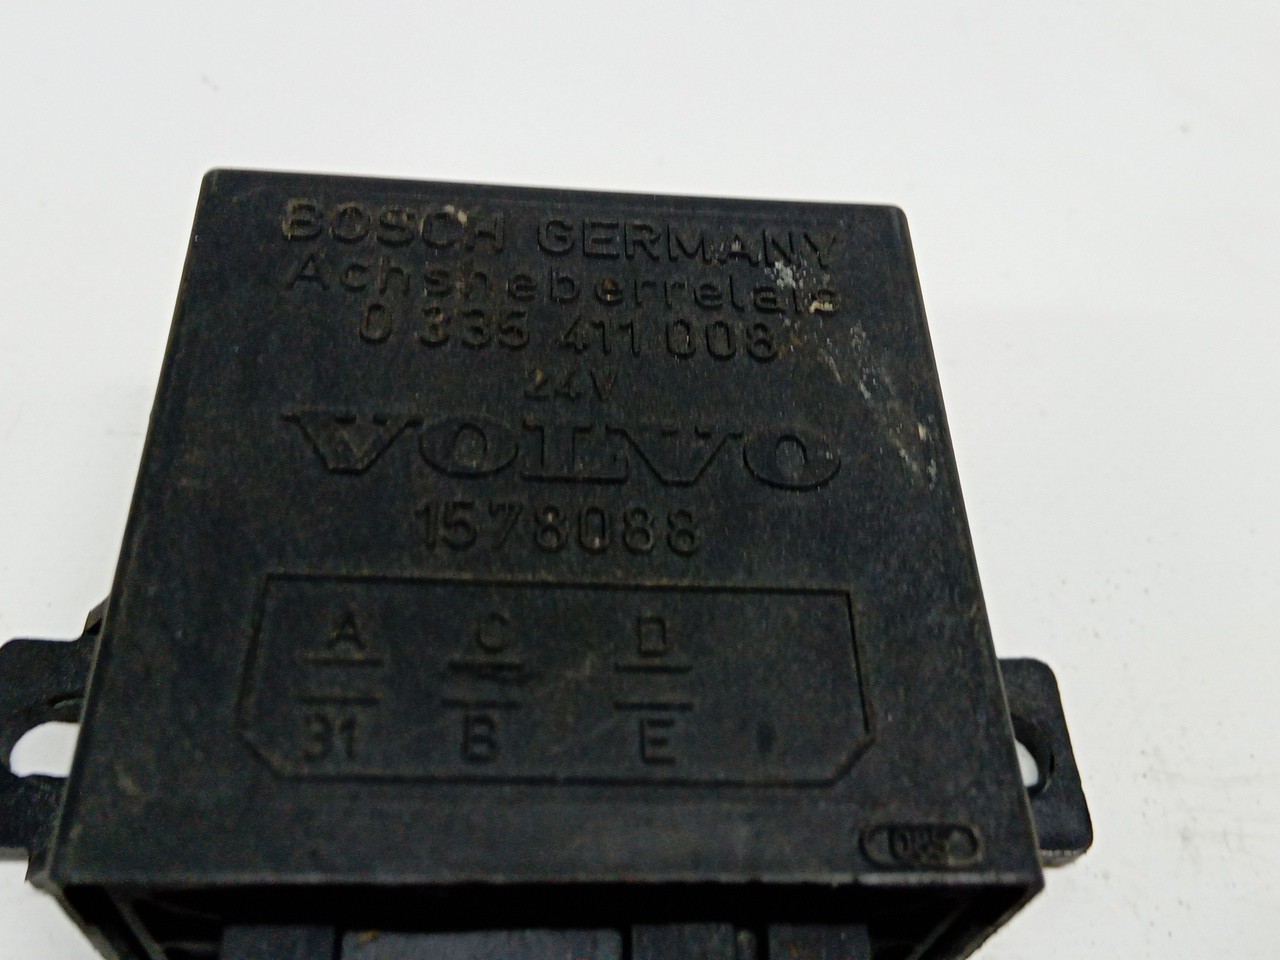 BOSCH GERMANY
Achsheberrelais
0 335 411 008
24V
VOLVO
1578088
A C D
31 B E